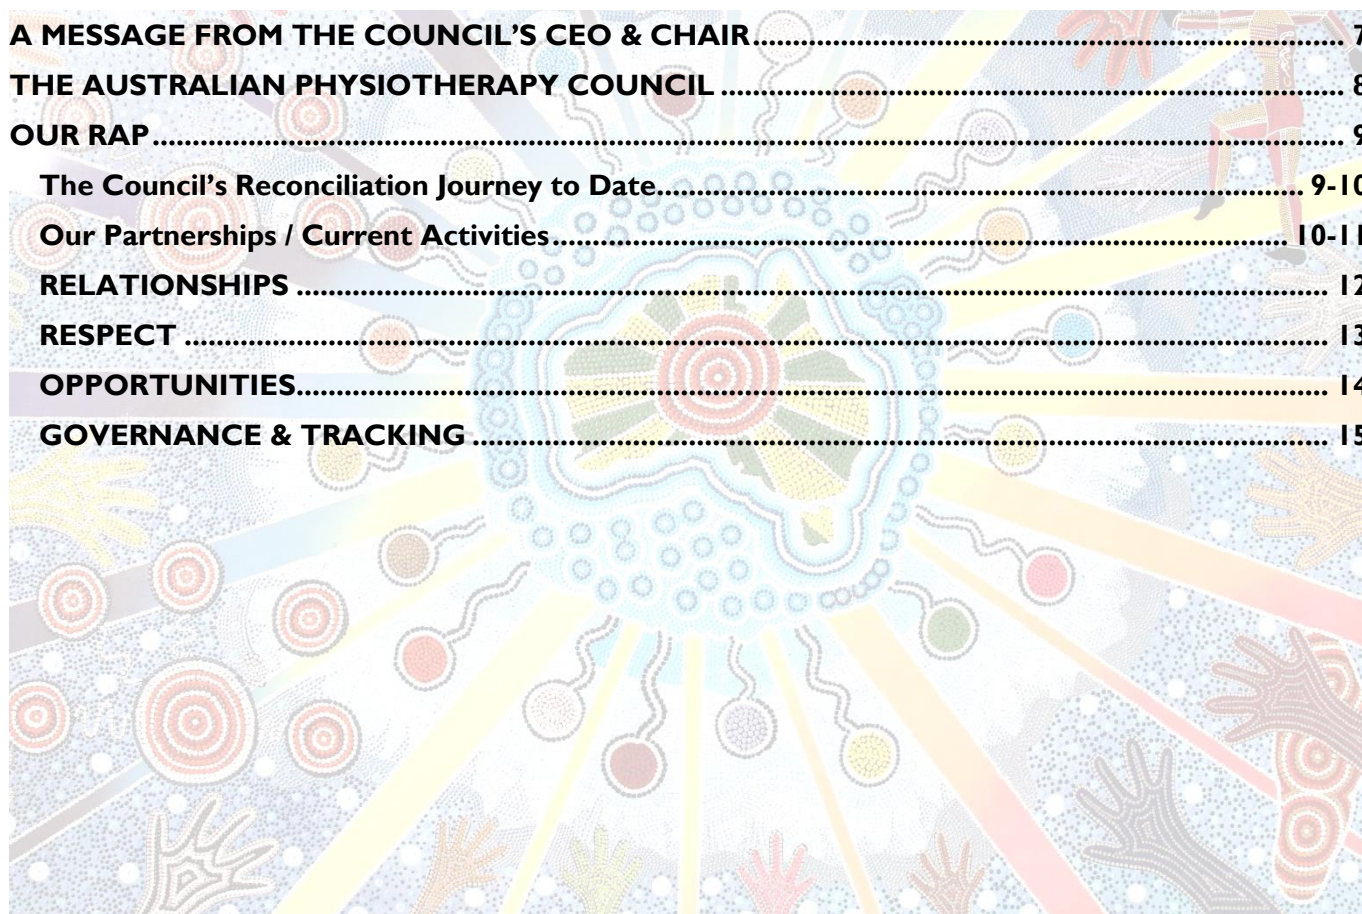 A MESSAGE FROM THE COUNCIL'S CEO & CHAIR.......................................................................... 7
THE AUSTRALIAN PHYSIOTHERAPY COUNCIL .............................................................................. 8
OUR RAP..................................................................................................................................................... 9
The Council's Reconciliation Journey to Date................................................................................. 9-10
Our Partnerships / Current Activities............................................................................................ 10-11
RELATIONSHIPS ................................................................................................................................. 12
RESPECT ............................................................................................................................................... 13
OPPORTUNITIES................................................................................................................................. 14
GOVERNANCE & TRACKING ........................................................................................................... 15